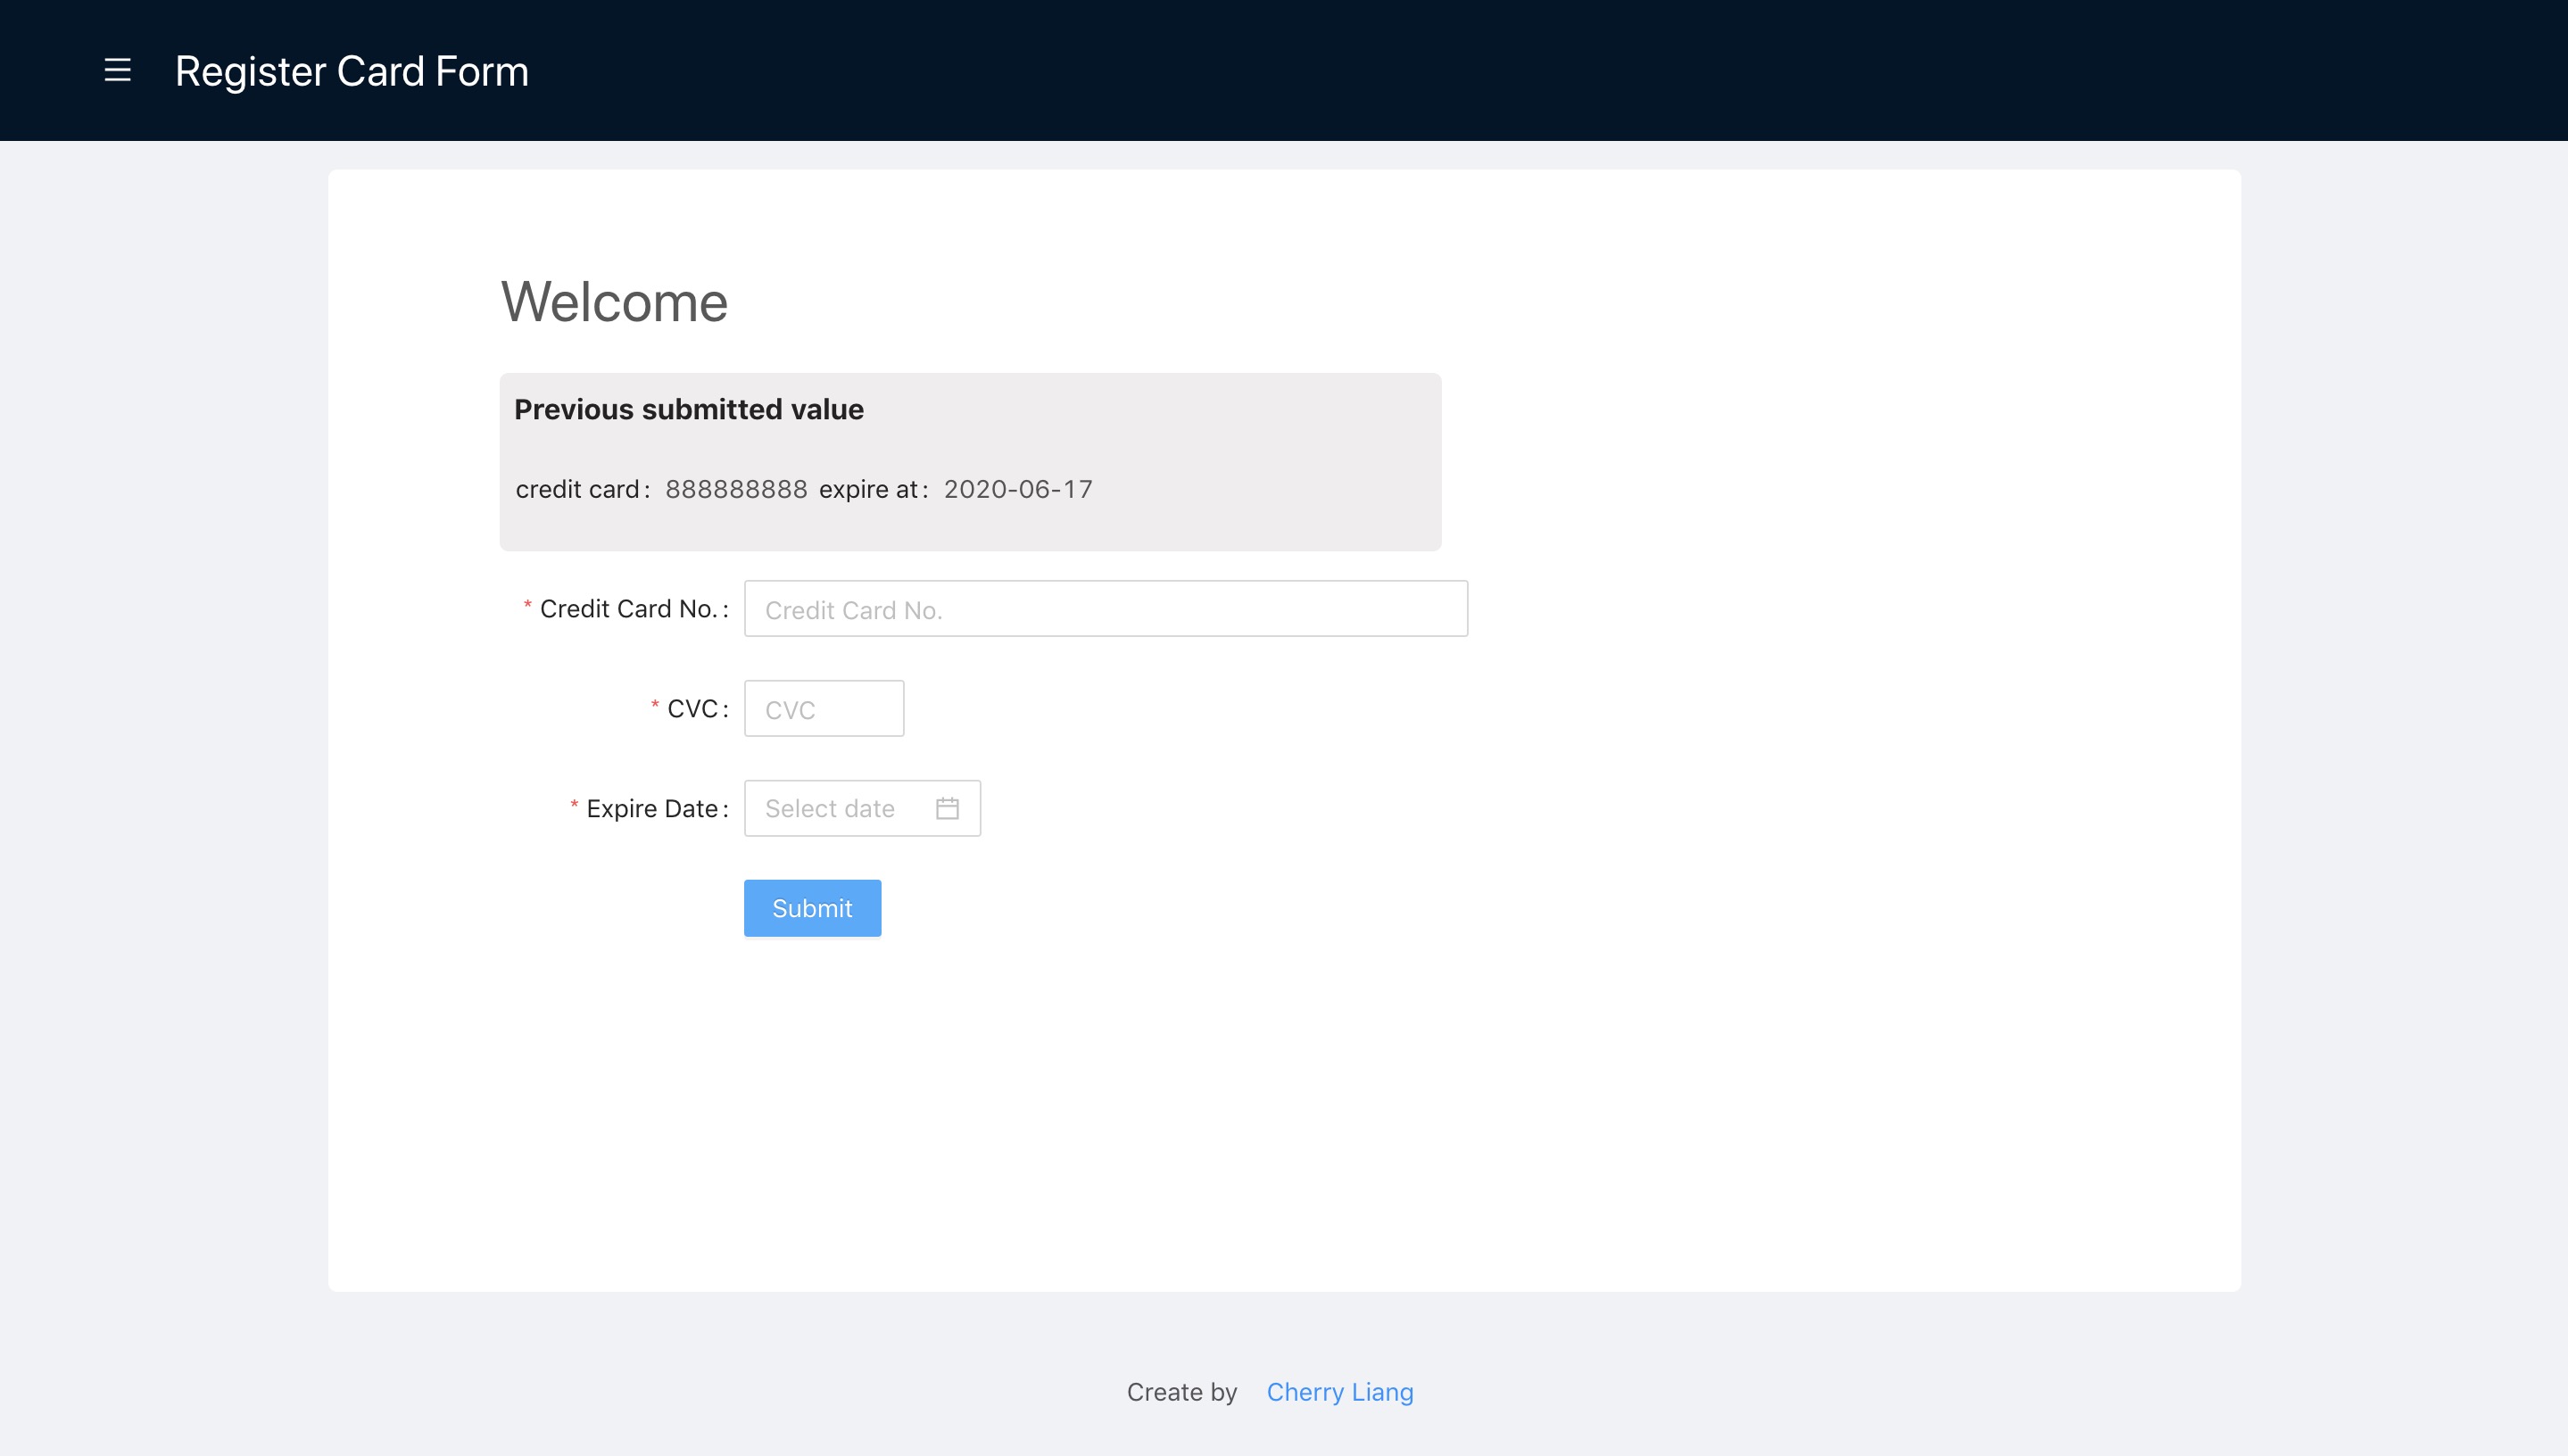 Register Card Form
Welcome
Previous submitted value
credit card: 888888888 expire at: 2020-06-17
* Credit Card No.: Credit Card No.
* CVC: CVC
* Expire Date: Select date
Submit
Create by Cherry Liang